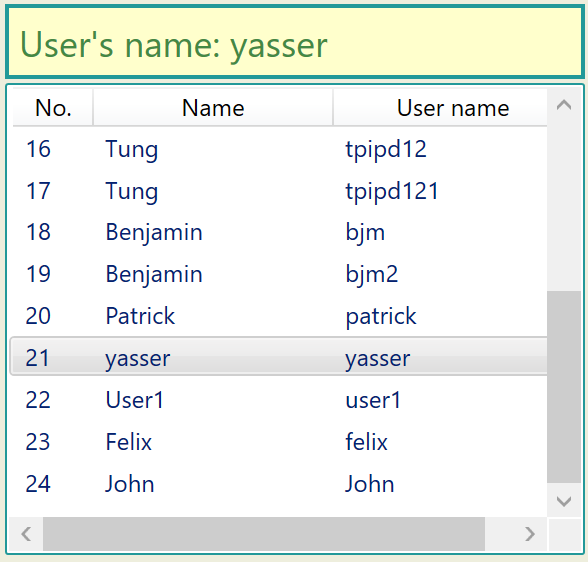 User's name: yasser
No. Name User name
16 Tung tpipd12
17 Tung tpipd121
18 Benjamin bjm
19 Benjamin bjm2
20 Patrick patrick
21 yasser yasser
22 User1 user1
23 Felix felix
24 John John